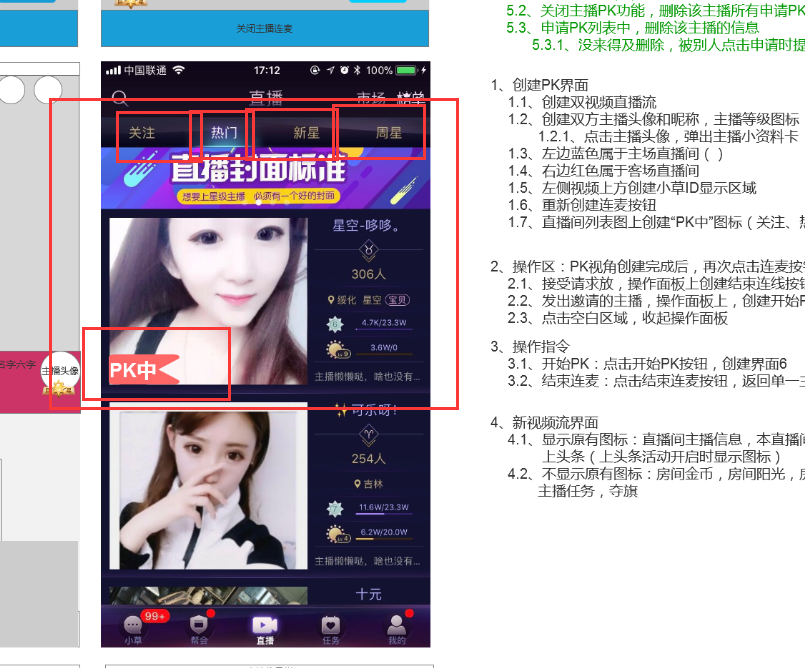 关闭主播连麦
5.2、关闭主播PK功能，删除该主播所有申请PK
5.3、申请PK列表中，删除该主播的信息
5.3.1、没来得及删除，被别人点击申请时提
中国联通
17:12
100%
直播
市场
榜单
关注
热门
新星
周星
直播封面标准
想要上星级主播
必须有一个好的封面
星空-哆哆。
306人
绥化
星空
宝贝
6
4.7K/23.3W
LV.9
3.6W/0
主播懒懒哒，啥也没有...
PK中
名字六字
主播头像
可乐呀!
254人
吉林
7
11.6W/23.3W
LV.4
6.2W/20.0W
主播懒懒哒，啥也没有...
十元
99+
小草
帮会
直播
任务
我的
1、创建PK界面
1.1、创建双视频直播流
1.2、创建双方主播头像和昵称，主播等级图标
1.2.1、点击主播头像，弹出主播小资料卡
1.3、左边蓝色属于主场直播间（ ）
1.4、右边红色属于客场直播间
1.5、左侧视频上方创建小草ID显示区域
1.6、重新创建连麦按钮
1.7、直播间列表图上创建“PK中”图标（关注、热
2、操作区：PK视角创建完成后，再次点击连麦按
2.1、接受请求放，操作面板上创建结束连线按钮
2.2、发出邀请的主播，操作面板上，创建开始P
2.3、点击空白区域，收起操作面板
3、操作指令
3.1、开始PK：点击开始PK按钮，创建界面6
3.2、结束连麦：点击结束连麦按钮，返回单一主
4、新视频流界面
4.1、显示原有图标：直播间主播信息，本直播间
上头条（上头条活动开启时显示图标）
4.2、不显示原有图标：房间金币，房间阳光，房
主播任务，夺旗